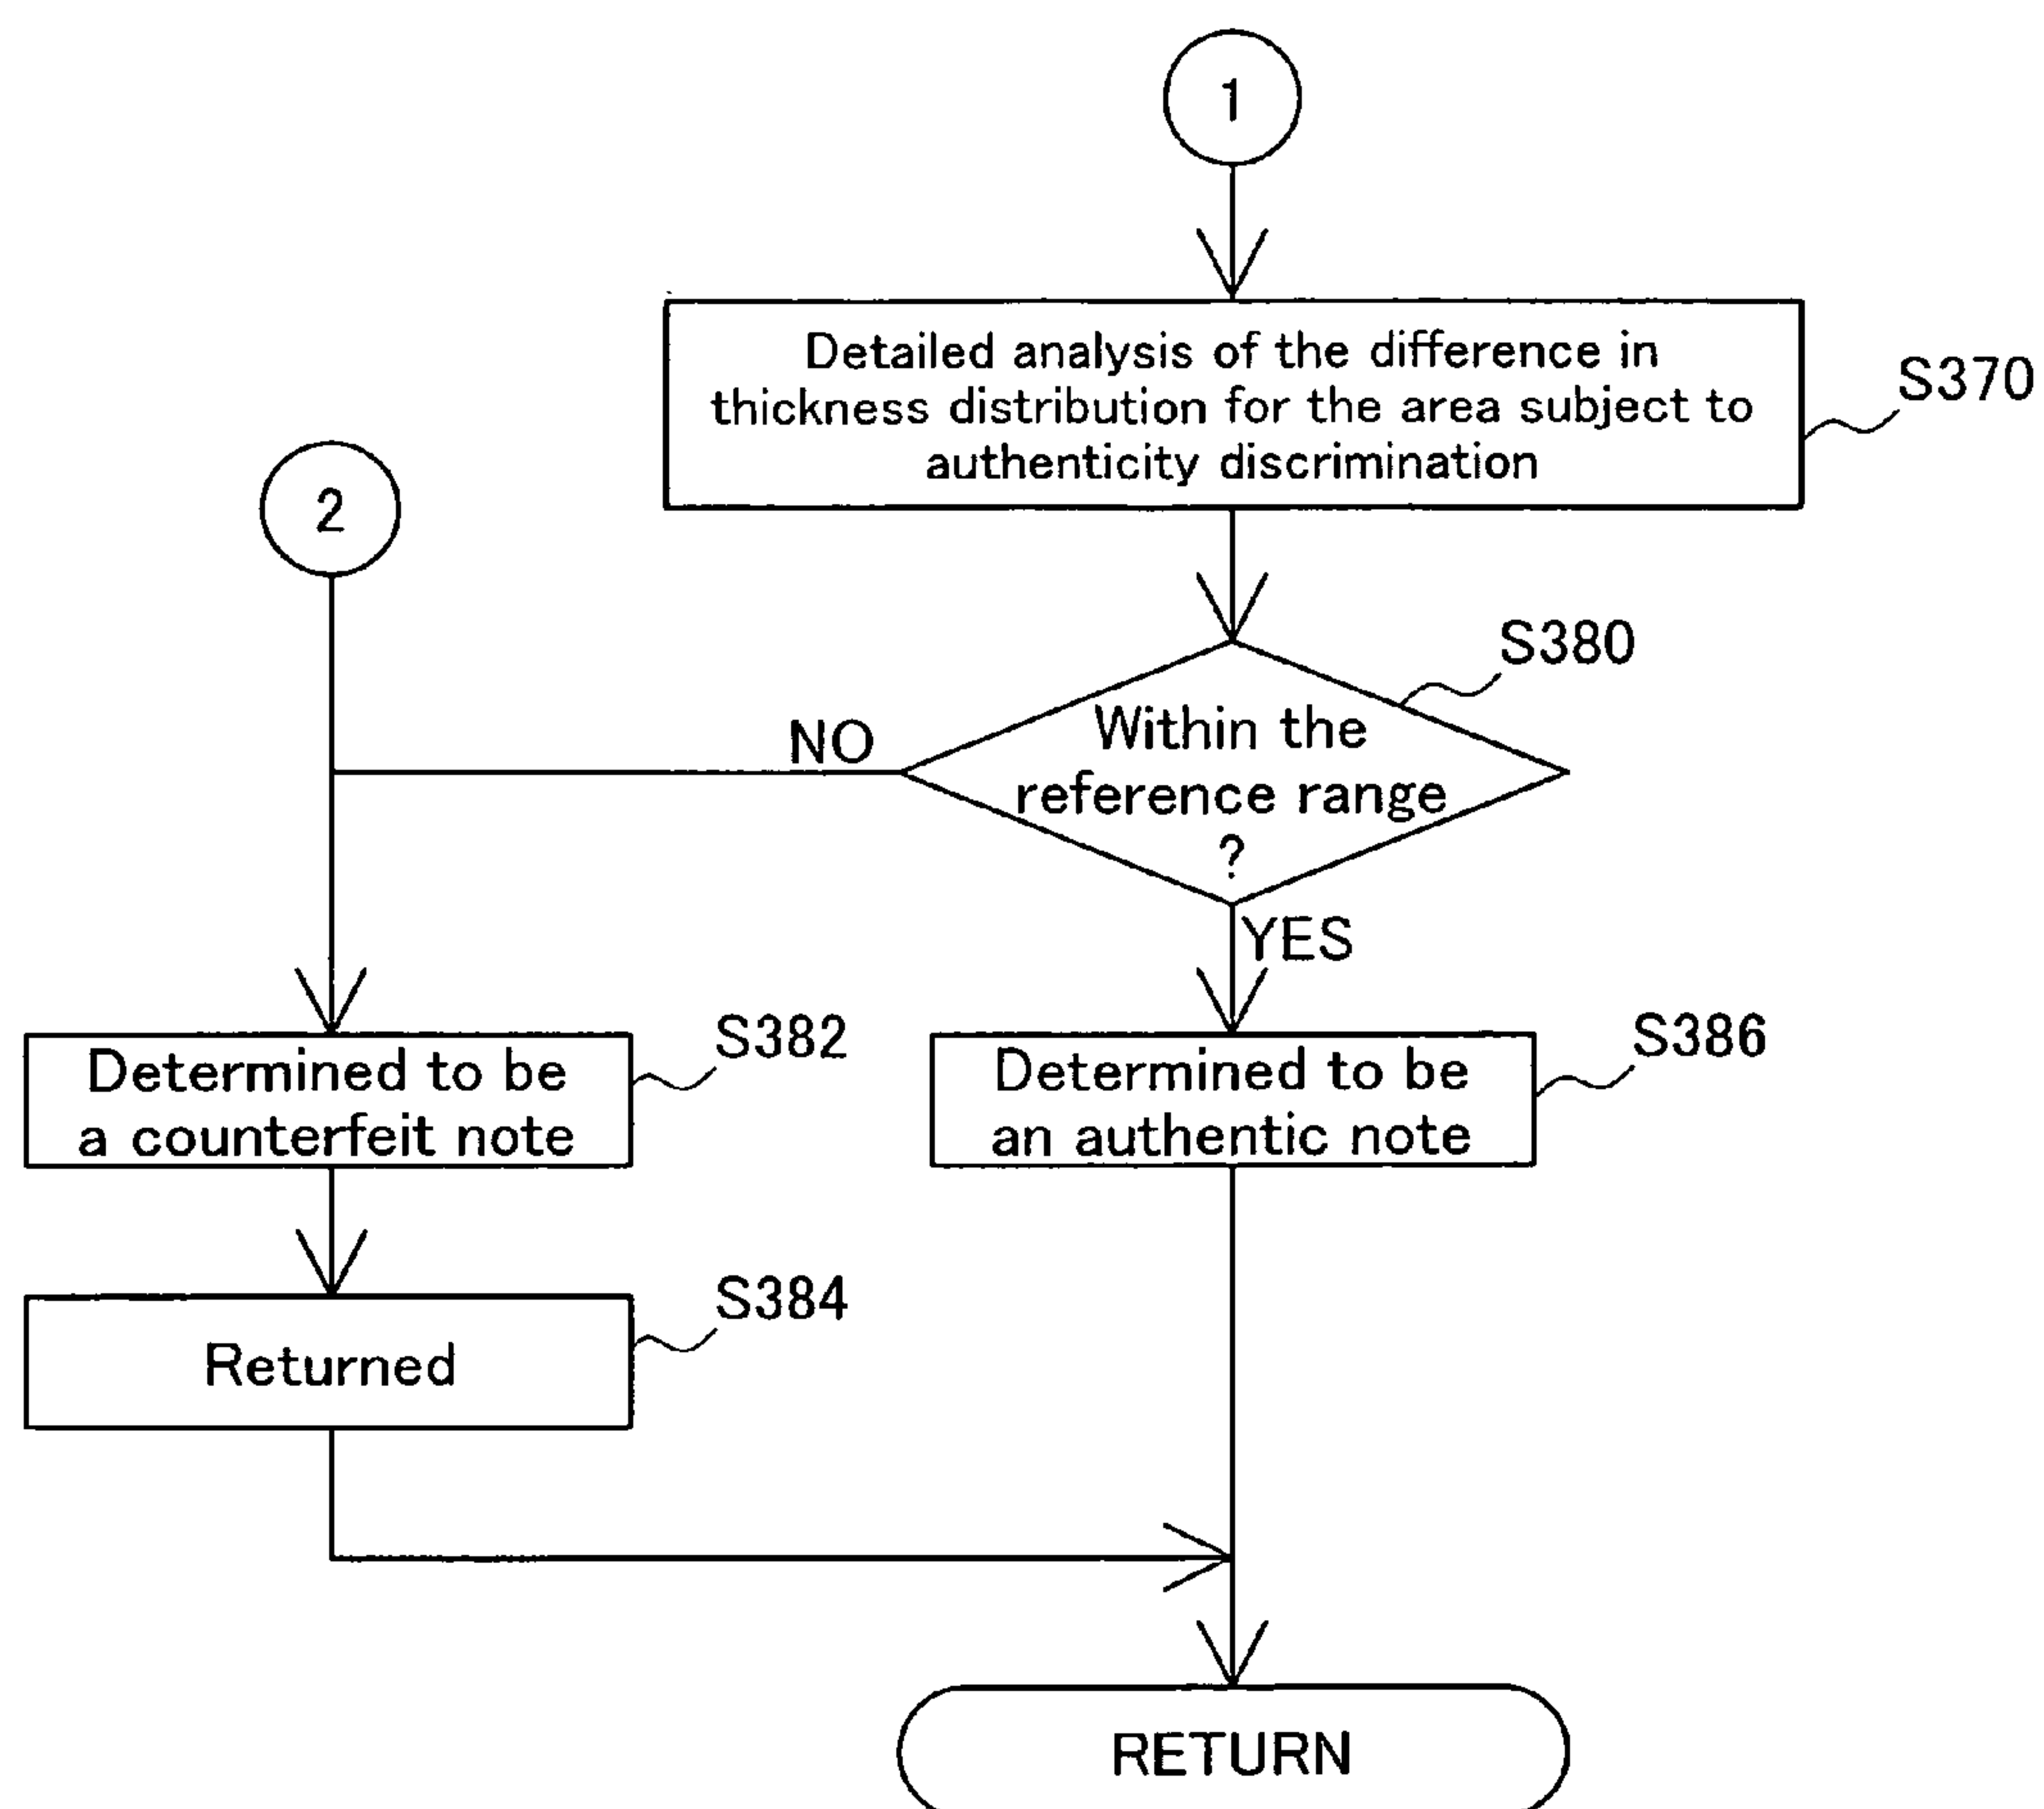 1
Detailed analysis of the difference in
thickness distribution for the area subject to
authenticity discrimination
S370
2
S380
Within the
reference range
?
NO
YES
S382
Determined to be
a counterfeit note
S386
Determined to be
an authentic note
S384
Returned
RETURN